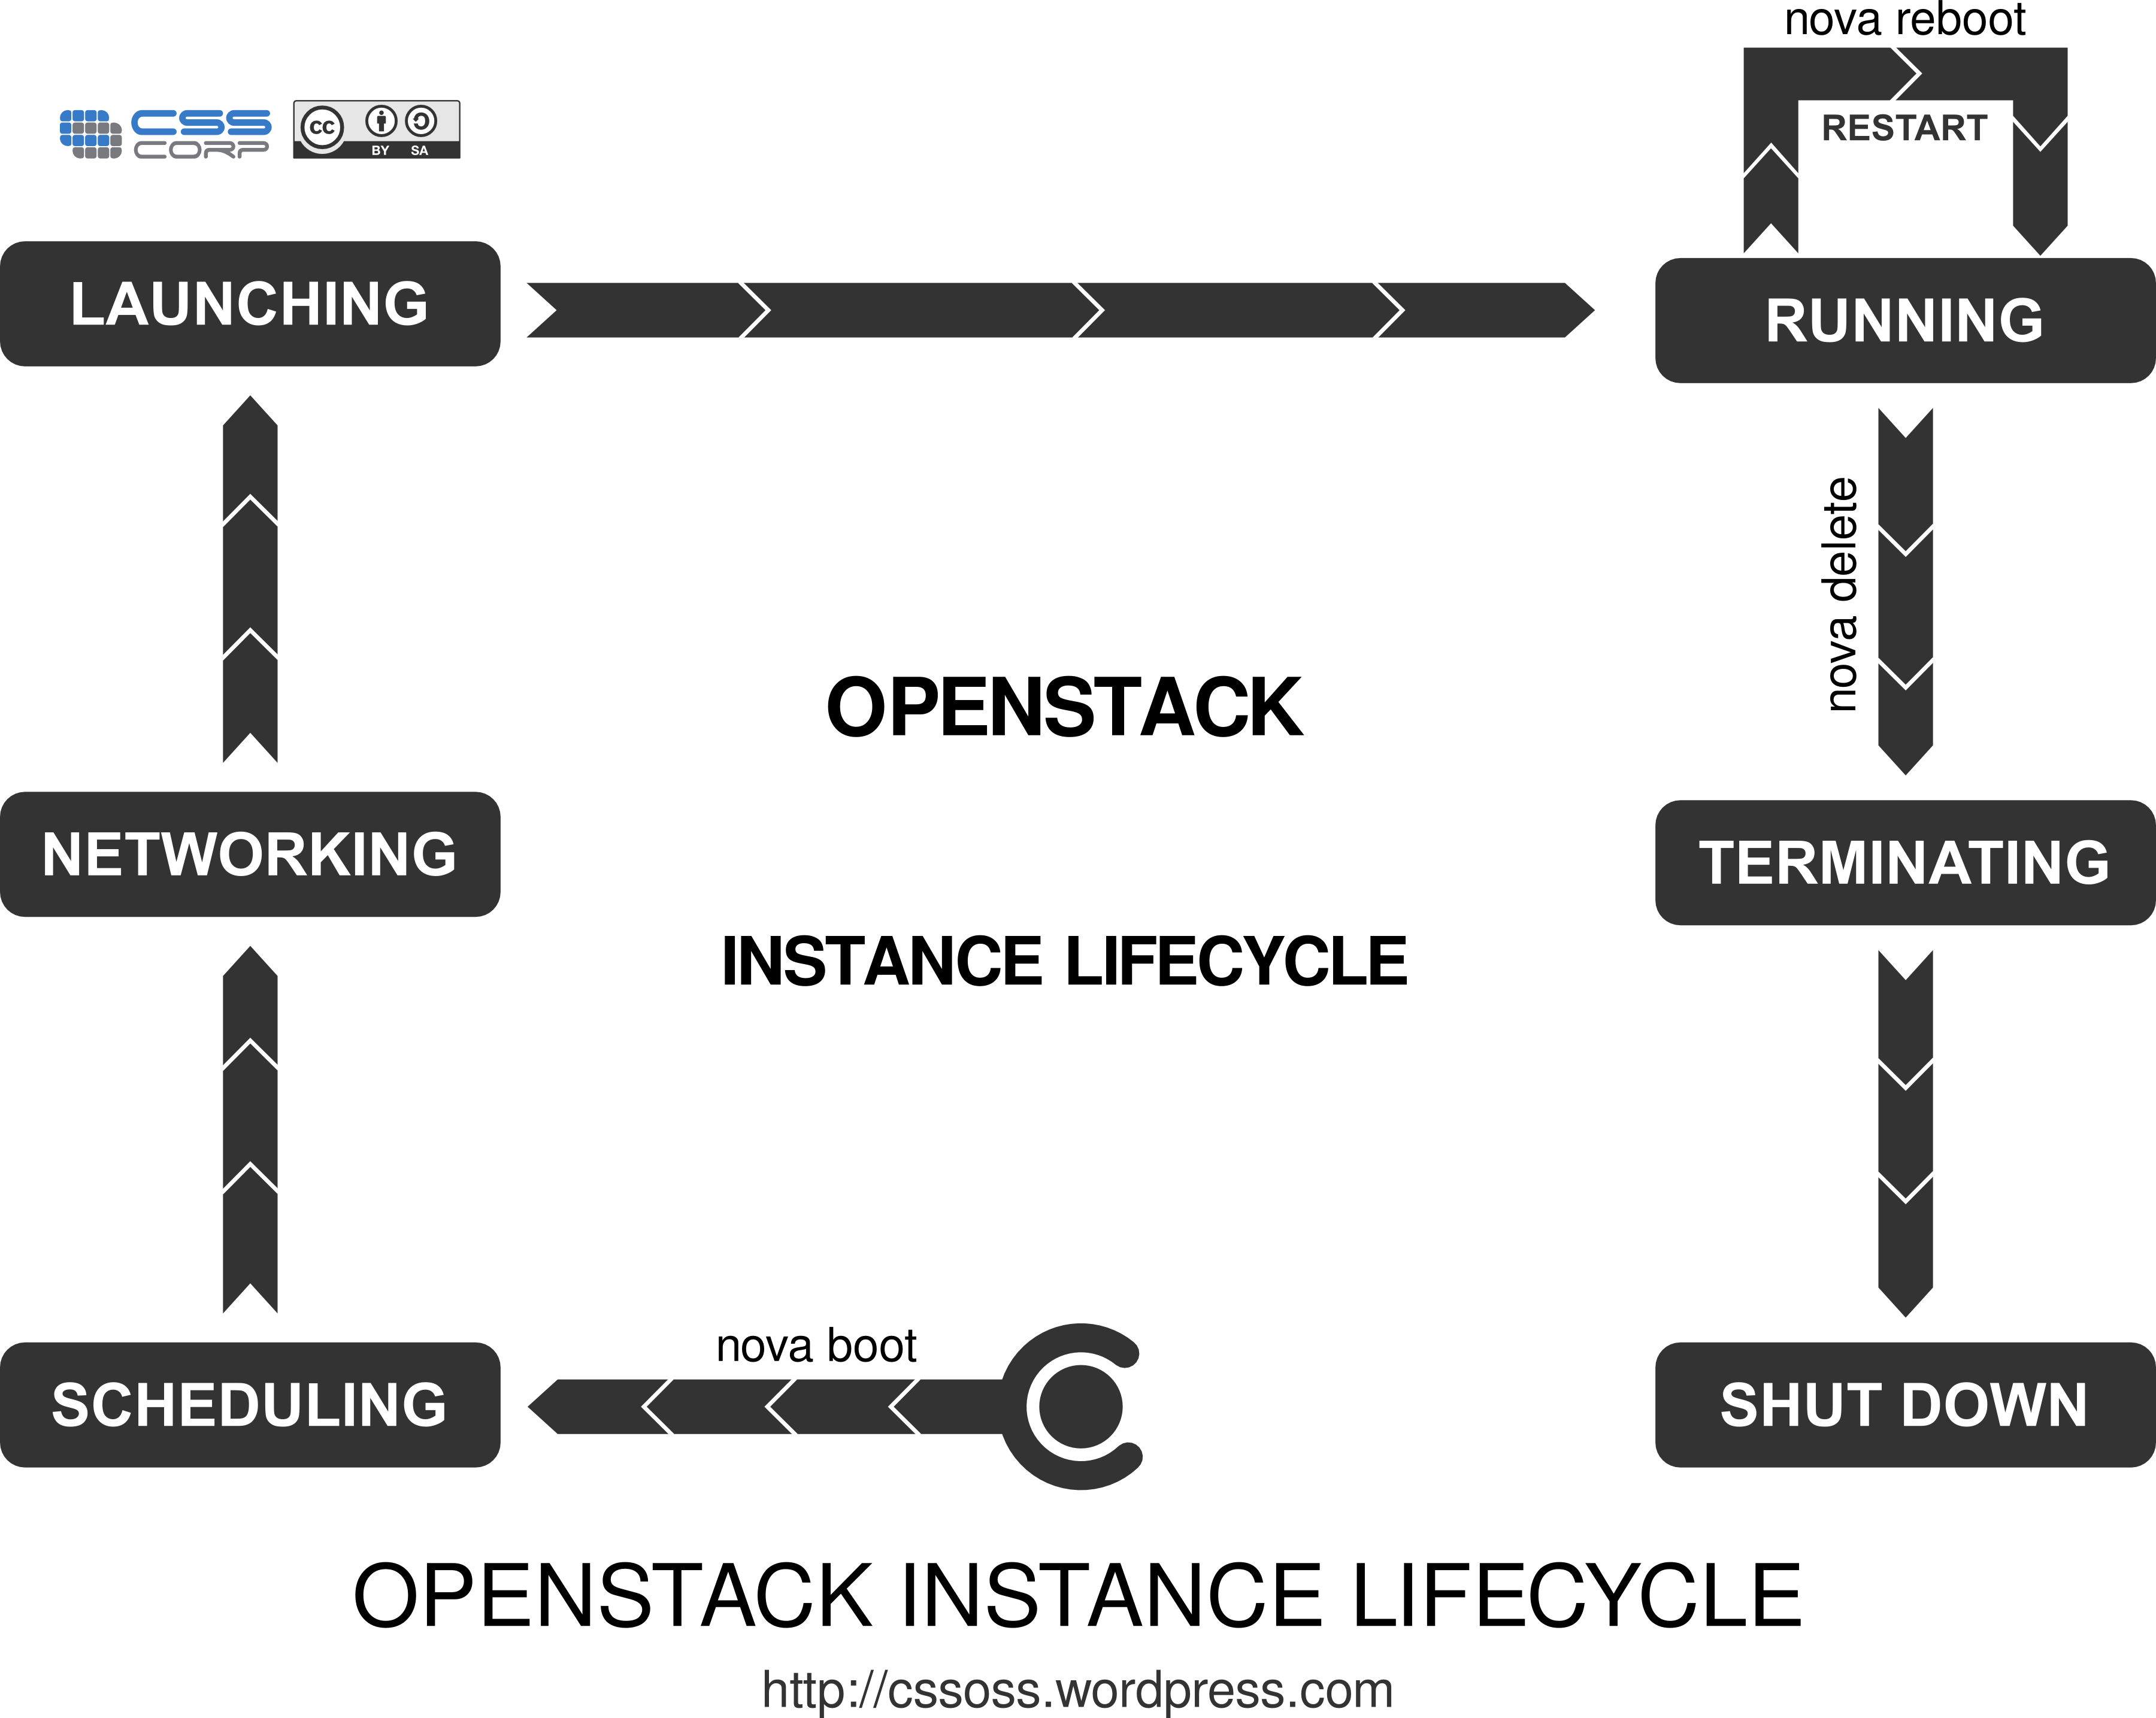 nova reboot
RESTART
CSS
CORP
cc
BY SA
LAUNCHING
RUNNING
nova delete
OPENSTACK
NETWORKING
TERMINATING
INSTANCE LIFECYCLE
nova boot
SCHEDULING
SHUT DOWN
OPENSTACK INSTANCE LIFECYCLE
http://cssoss.wordpress.com